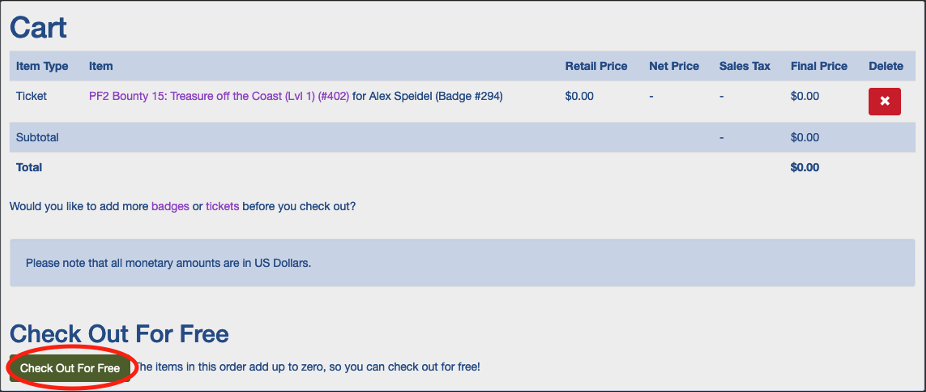 Cart
Item Type Item Retail Price Net Price Sales Tax Final Price Delete
Ticket PF2 Bounty 15: Treasure off the Coast (Lvl 1) (#402) for Alex Speidel (Badge #294) $0.00 - - $0.00
Subtotal - $0.00
Total $0.00
Would you like to add more badges or tickets before you check out?
Please note that all monetary amounts are in US Dollars.
Check Out For Free
Check Out For Free The items in this order add up to zero, so you can check out for free!